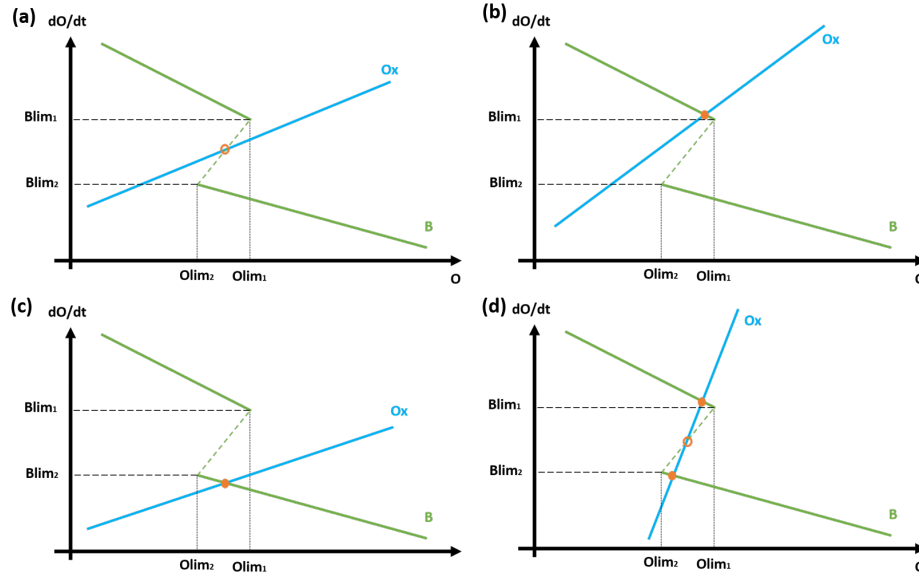 (a)
dO/dt
Ox
Blim₁
Blim₂
B
Olim₂
Olim₁
O
(b)
dO/dt
Ox
Blim₁
Blim₂
B
Olim₂
Olim₁
(c)
dO/dt
Ox
Blim₁
Blim₂
B
Olim₂
Olim₁
(d)
dO/dt
Ox
Blim₁
Blim₂
B
Olim₂
Olim₁